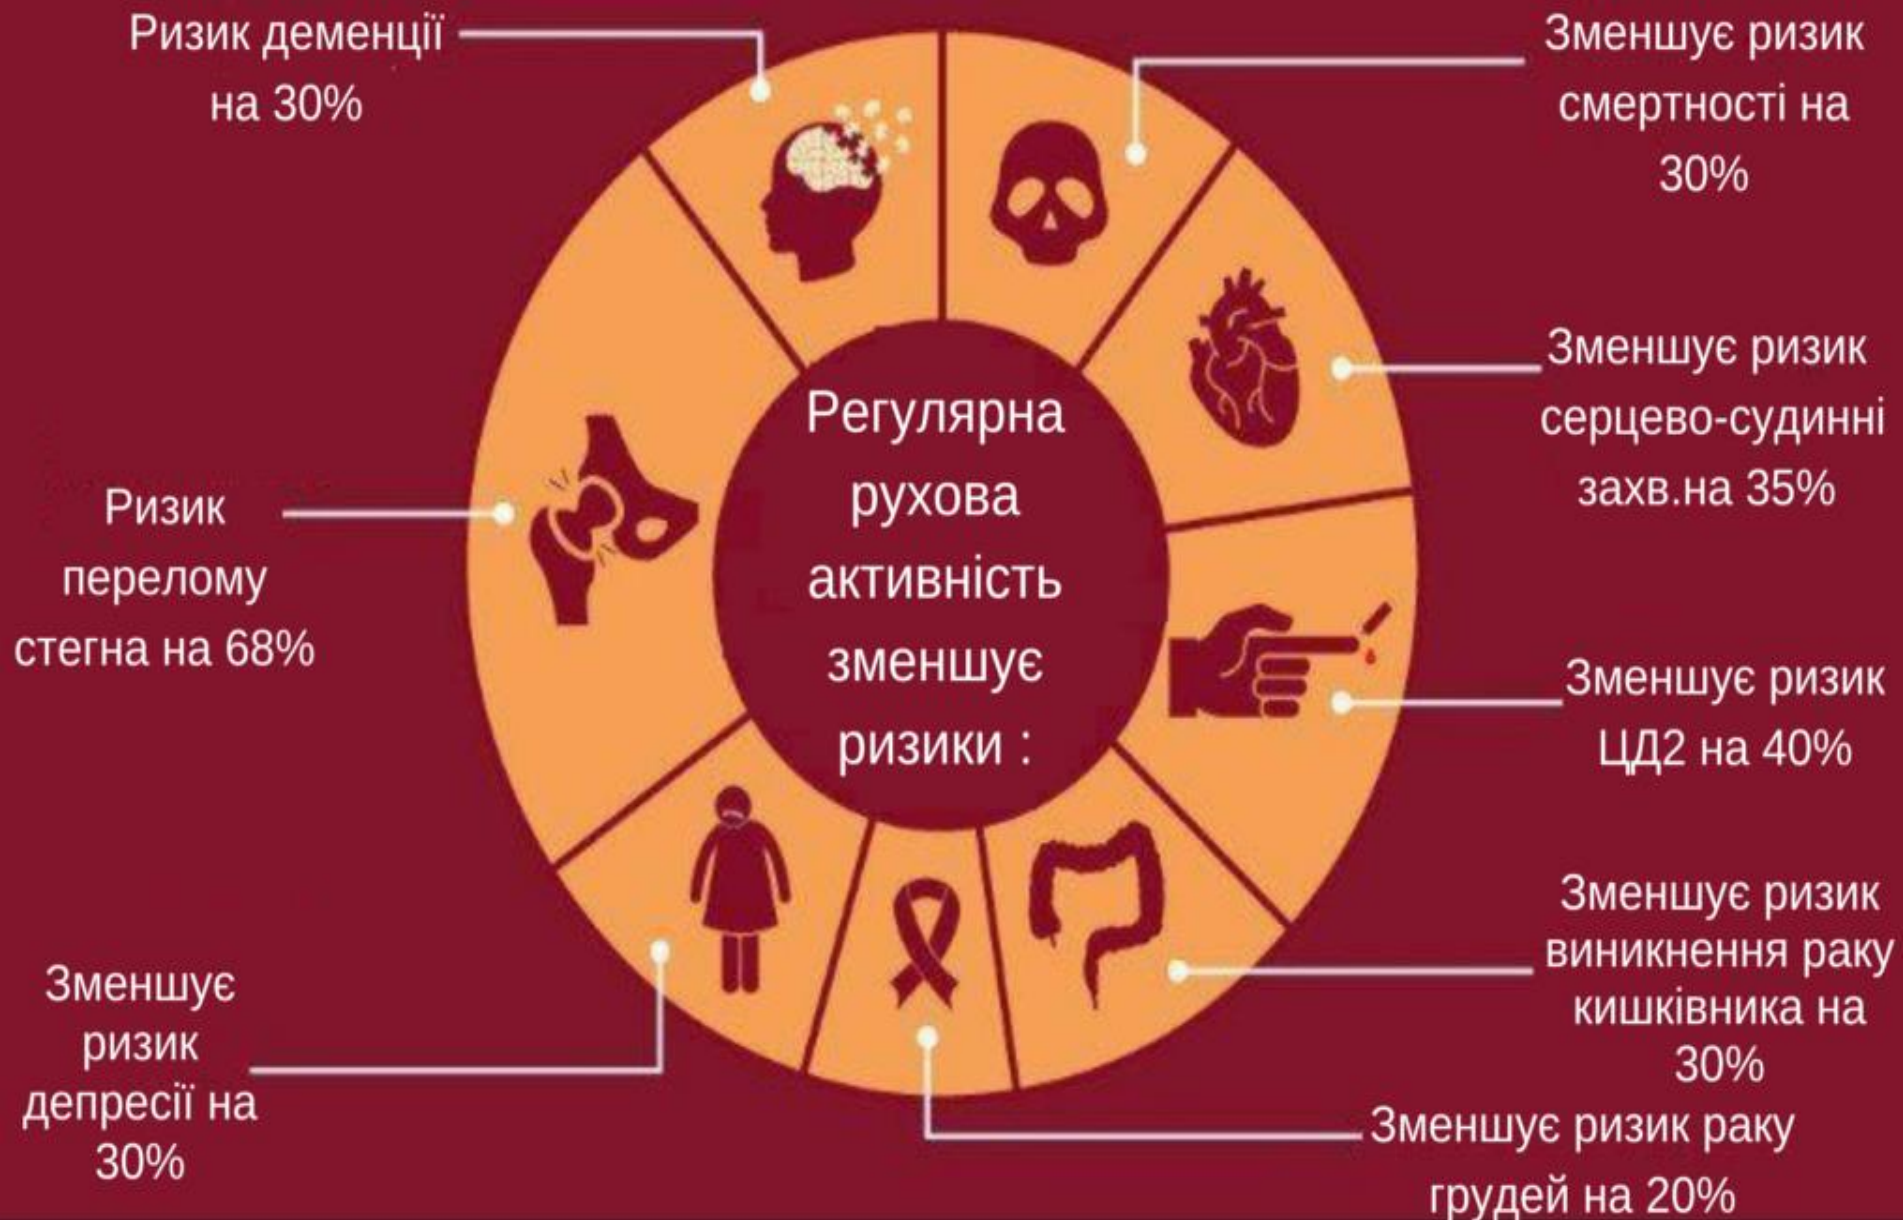 Ризик деменції
на 30%
Зменшує ризик
смертності на
30%
Зменшує ризик
серцево-судинні
захв.на 35%
Регулярна
рухова
активність
зменшує
ризики :
Ризик
перелому
стегна на 68%
Зменшує ризик
ЦД2 на 40%
Зменшує ризик
виникнення раку
кишківника на
30%
Зменшує
ризик
депресії на
30%
Зменшує ризик раку
грудей на 20%